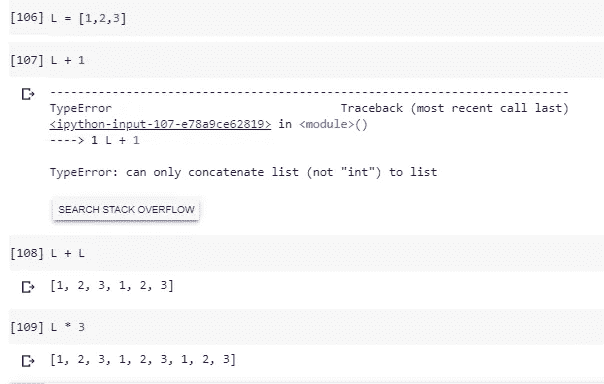 [106] L = [1,2,3]
[107] L + 1
---------------------------------------------------------------------------
TypeError Traceback (most recent call last)
<ipython-input-107-e78a9ce62819> in <module>()
----> 1 L + 1
TypeError: can only concatenate list (not "int") to list
SEARCH STACK OVERFLOW
[108] L + L
[1, 2, 3, 1, 2, 3]
[109] L * 3
[1, 2, 3, 1, 2, 3, 1, 2, 3]